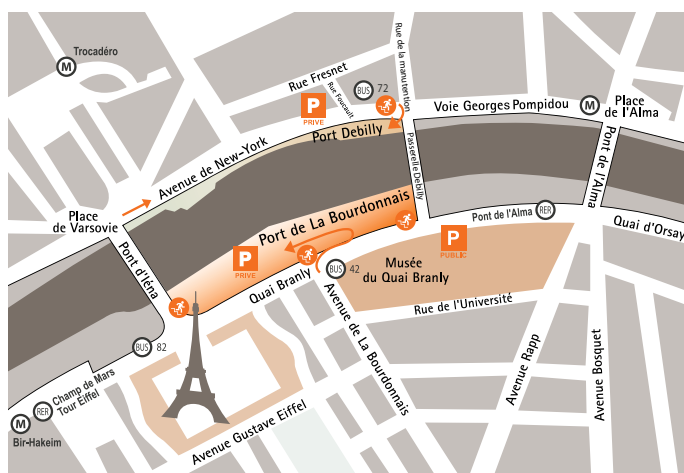 Trocadéro
M
Rue Fresnet
Rue Foucault
BUS 72
Rue de la manutention
P
PRIVE
Voie Georges Pompidou
M
Place
de l'Alma
Port Debilly
Avenue de New-York
Passerelle Debilly
Pont de l'Alma
Place
de Varsovie
Port de La Bourdonnais
Pont de l'Alma RER
Quai d'Orsay
Pont d'Iéna
P
PRIVE
P
PUBLIC
Quai Branly
BUS 42
Musée
du Quai Branly
Rue de l'Université
Avenue de La Bourdonnais
Avenue Rapp
Avenue Bosquet
BUS 82
RER
Champ de Mars
Tour Eiffel
M
Bir-Hakeim
Avenue Gustave Eiffel